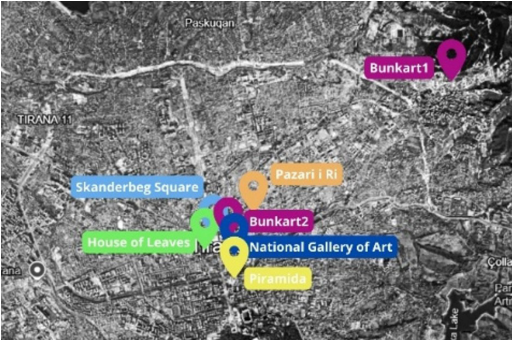 Paskuqan
Bunkart1
TIRANA 11
Pazari i Ri
Skanderbeg Square
Bunkart2
House of Leaves
National Gallery of Art
Piramida